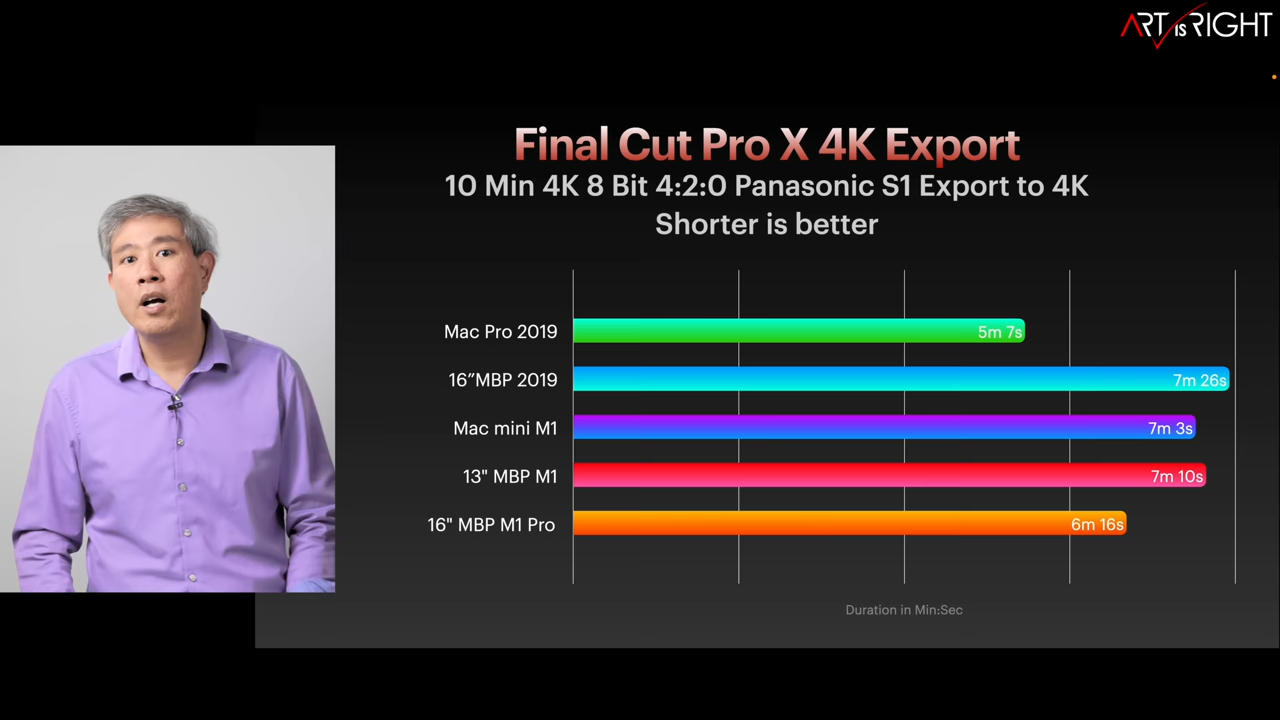 ART IS RIGHT
Final Cut Pro X 4K Export
10 Min 4K 8 Bit 4:2:0 Panasonic S1 Export to 4K
Shorter is better
Mac Pro 2019 5m 7s
16″MBP 2019 7m 26s
Mac mini M1 7m 3s
13" MBP M1 7m 10s
16" MBP M1 Pro 6m 16s
Duration in Min:Sec